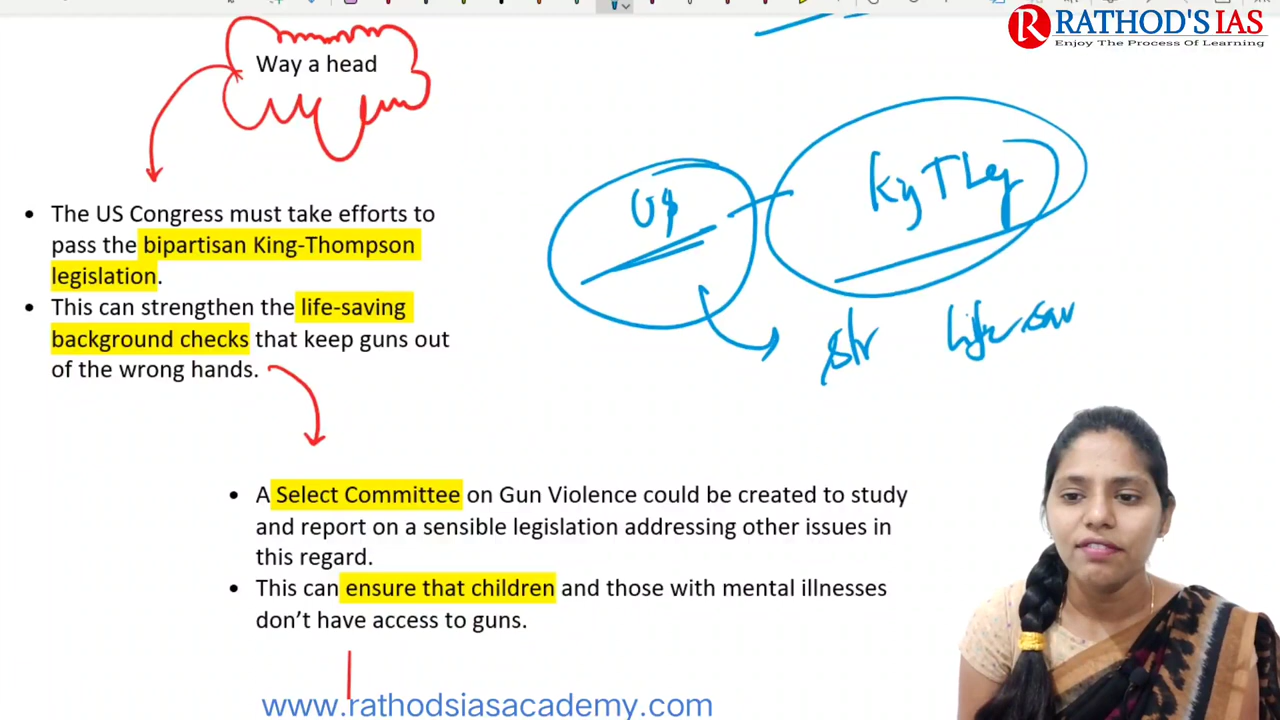 RATHOD'S IAS
Enjoy The Process Of Learning
Way a head
• The US Congress must take efforts to
pass the bipartisan King-Thompson
legislation.
• This can strengthen the life-saving
background checks that keep guns out
of the wrong hands.
US
str
life sav
• A Select Committee on Gun Violence could be created to study
and report on a sensible legislation addressing other issues in
this regard.
• This can ensure that children and those with mental illnesses
don’t have access to guns.
www.rathodsiasacademy.com